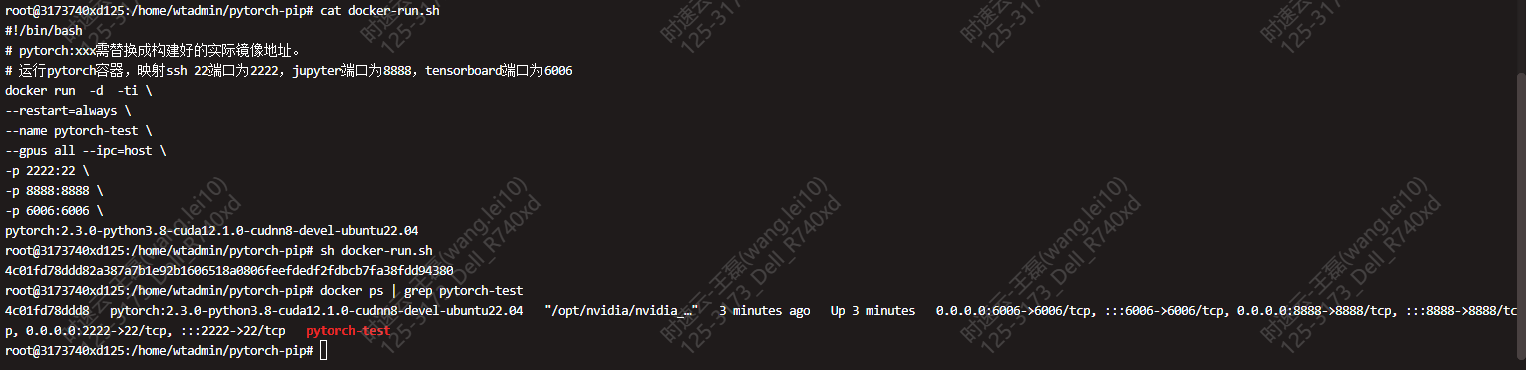 root@3173740xd125:/home/wtadmin/pytorch-pip# cat docker-run.sh
#!/bin/bash
# pytorch:xxx需替换成构建好的实际镜像地址。
# 运行pytorch容器，映射ssh 22端口为2222，jupyter端口为8888，tensorboard端口为6006
docker run  -d  -ti \
--restart=always \
--name pytorch-test \
--gpus all --ipc=host \
-p 2222:22 \
-p 8888:8888 \
-p 6006:6006 \
pytorch:2.3.0-python3.8-cuda12.1.0-cudnn8-devel-ubuntu22.04
root@3173740xd125:/home/wtadmin/pytorch-pip# sh docker-run.sh
4c01fd78ddd82a387a7b1e92b1606518a0806feefdedf2fdbcb7fa38fdd94380
root@3173740xd125:/home/wtadmin/pytorch-pip# docker ps | grep pytorch-test
4c01fd78ddd8   pytorch:2.3.0-python3.8-cuda12.1.0-cudnn8-devel-ubuntu22.04   "/opt/nvidia/nvidia_…"   3 minutes ago   Up 3 minutes   0.0.0.0:6006->6006/tcp, :::6006->6006/tcp, 0.0.0.0:8888->8888/tcp, :::8888->8888/tc
p, 0.0.0.0:2222->22/tcp, :::2222->22/tcp   pytorch-test
root@3173740xd125:/home/wtadmin/pytorch-pip#
时速云-王磊(wang.lei10)
125-3173_Dell_R740xd